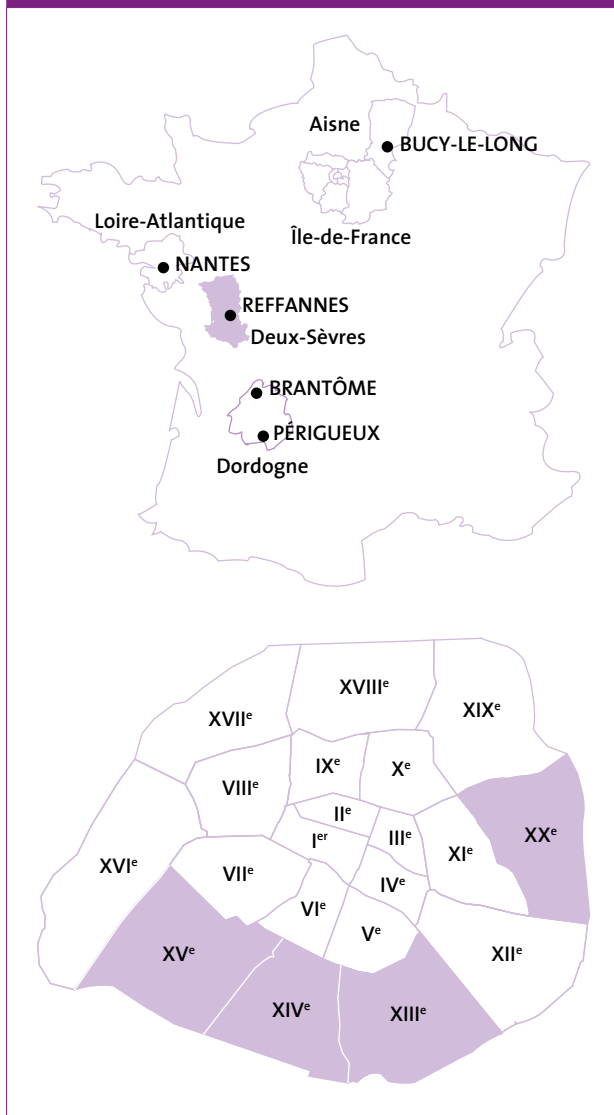 Aisne
BUCY-LE-LONG
Île-de-France
Loire-Atlantique
NANTES
REFFANNES
Deux-Sèvres
BRANTÔME
PÉRIGUEUX
Dordogne
XVIIIᵉ
XVIIᵉ
XIXᵉ
IXᵉ
Xᵉ
VIIIᵉ
IIᵉ
Iᵉʳ
IIIᵉ
XXᵉ
XIᵉ
XVIᵉ
VIIᵉ
IVᵉ
VIᵉ
Vᵉ
XVᵉ
XIIᵉ
XIVᵉ
XIIIᵉ